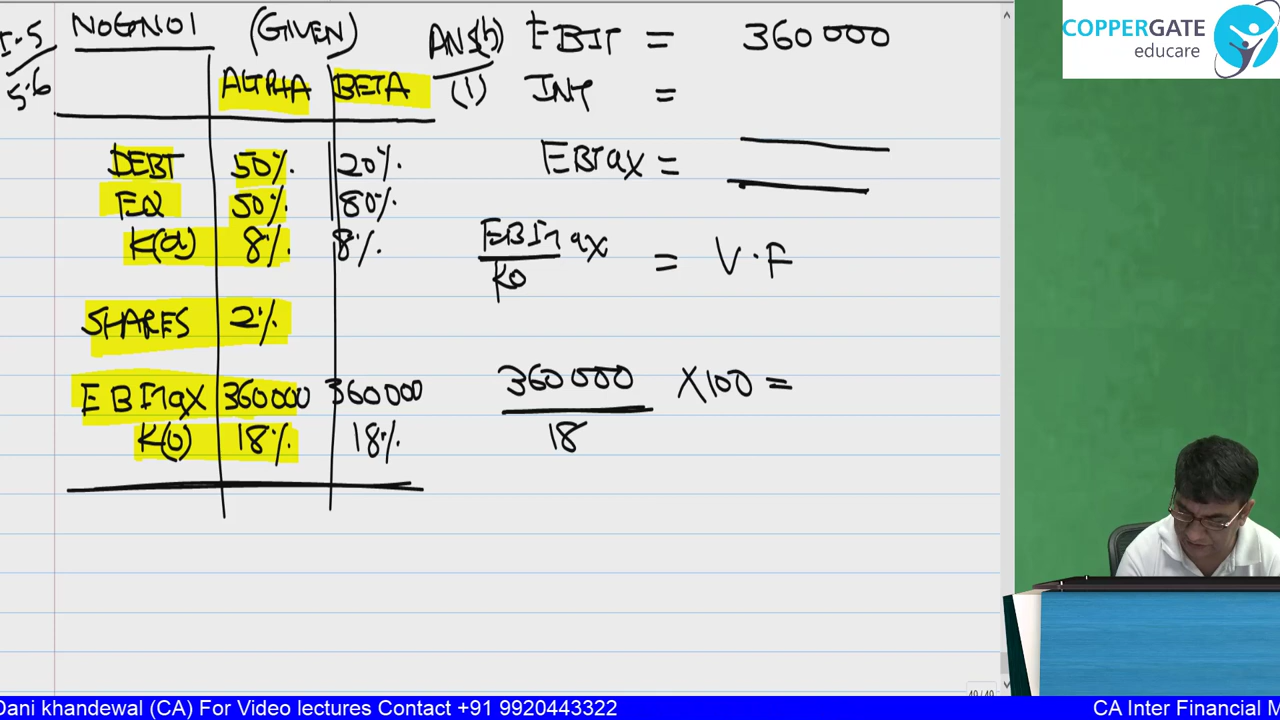 I-5
5.6
NOGNOI (GIVEN)
ALPHA BETA
DEBT 50% 20%
EQ 50% 80%
K(d) 8% 8%
SHARES 2%
EBITax 360000 360000
K(o) 18% 18%
ANS(b) EBIT = 360000
(1) INT =
EBTax =
EBITax
Ko
= V.F
360000 X100 =
18
COPPERGATE
educare
Dani khandewal (CA) For Video lectures Contact +91 9920443322
CA Inter Financial M